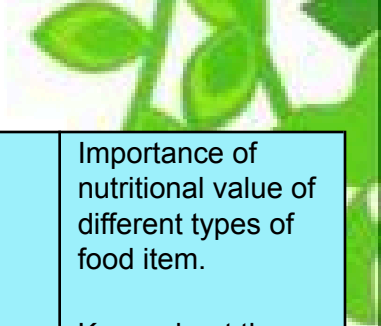 Importance of
nutritional value of
different types of
food item.